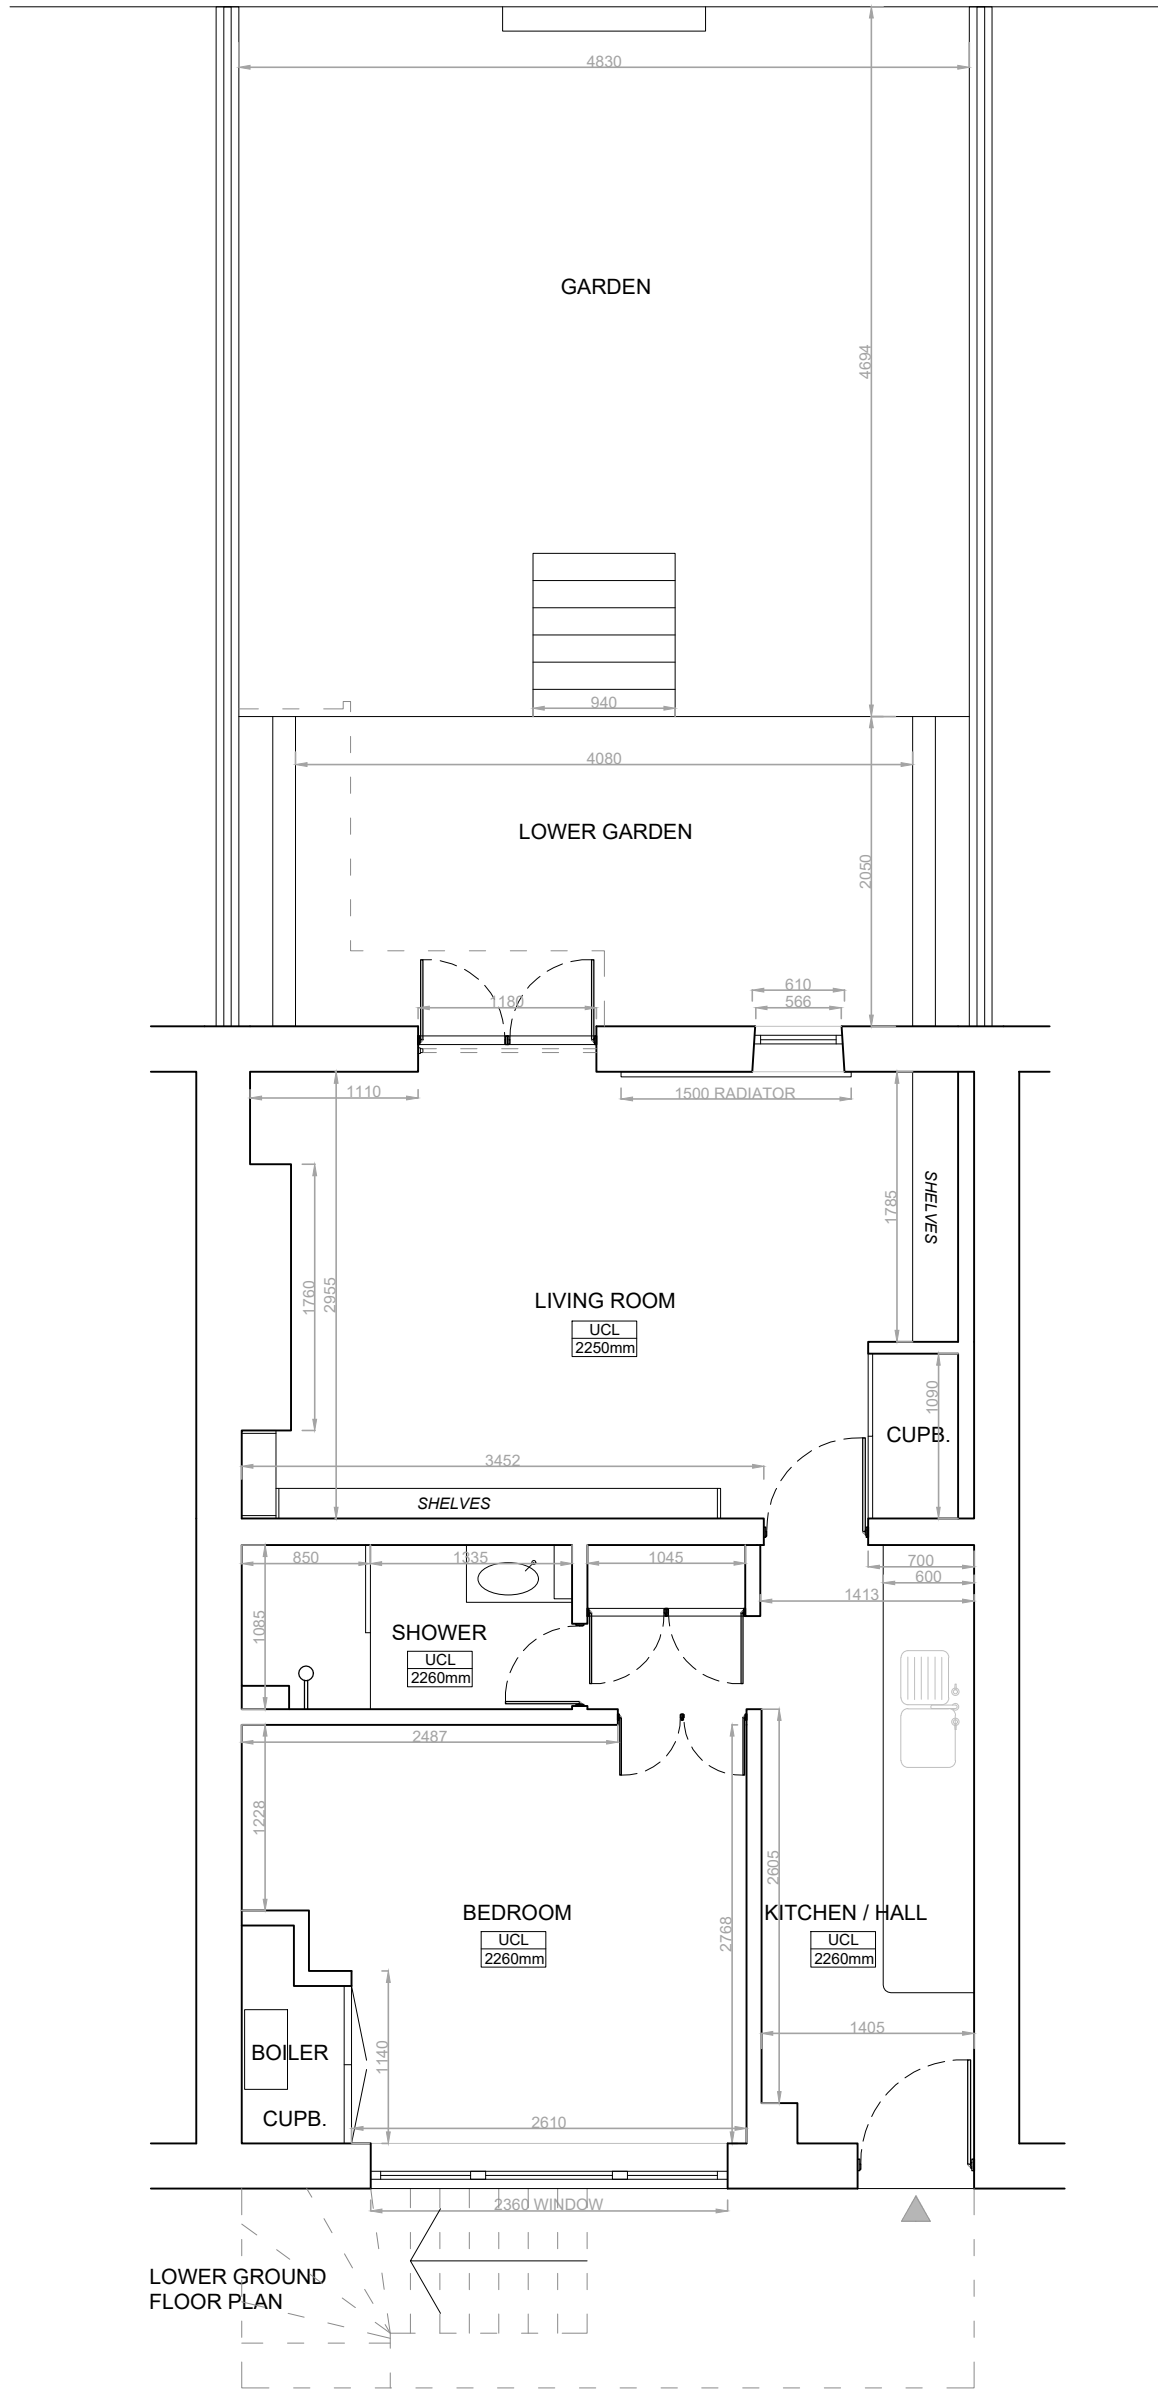 4830
GARDEN
4694
940
4080
LOWER GARDEN
2050
610
1180
566
1110
1500 RADIATOR
1785
SHELVES
1760
2955
LIVING ROOM
UCL
2250mm
1090
CUPB.
3452
SHELVES
850
1335
1045
700
600
1413
1085
SHOWER
UCL
2260mm
2487
1228
2605
BEDROOM
KITCHEN / HALL
UCL
2260mm
2768
UCL
2260mm
1405
BOILER
1140
CUPB.
2610
2360 WINDOW
LOWER GROUND
FLOOR PLAN